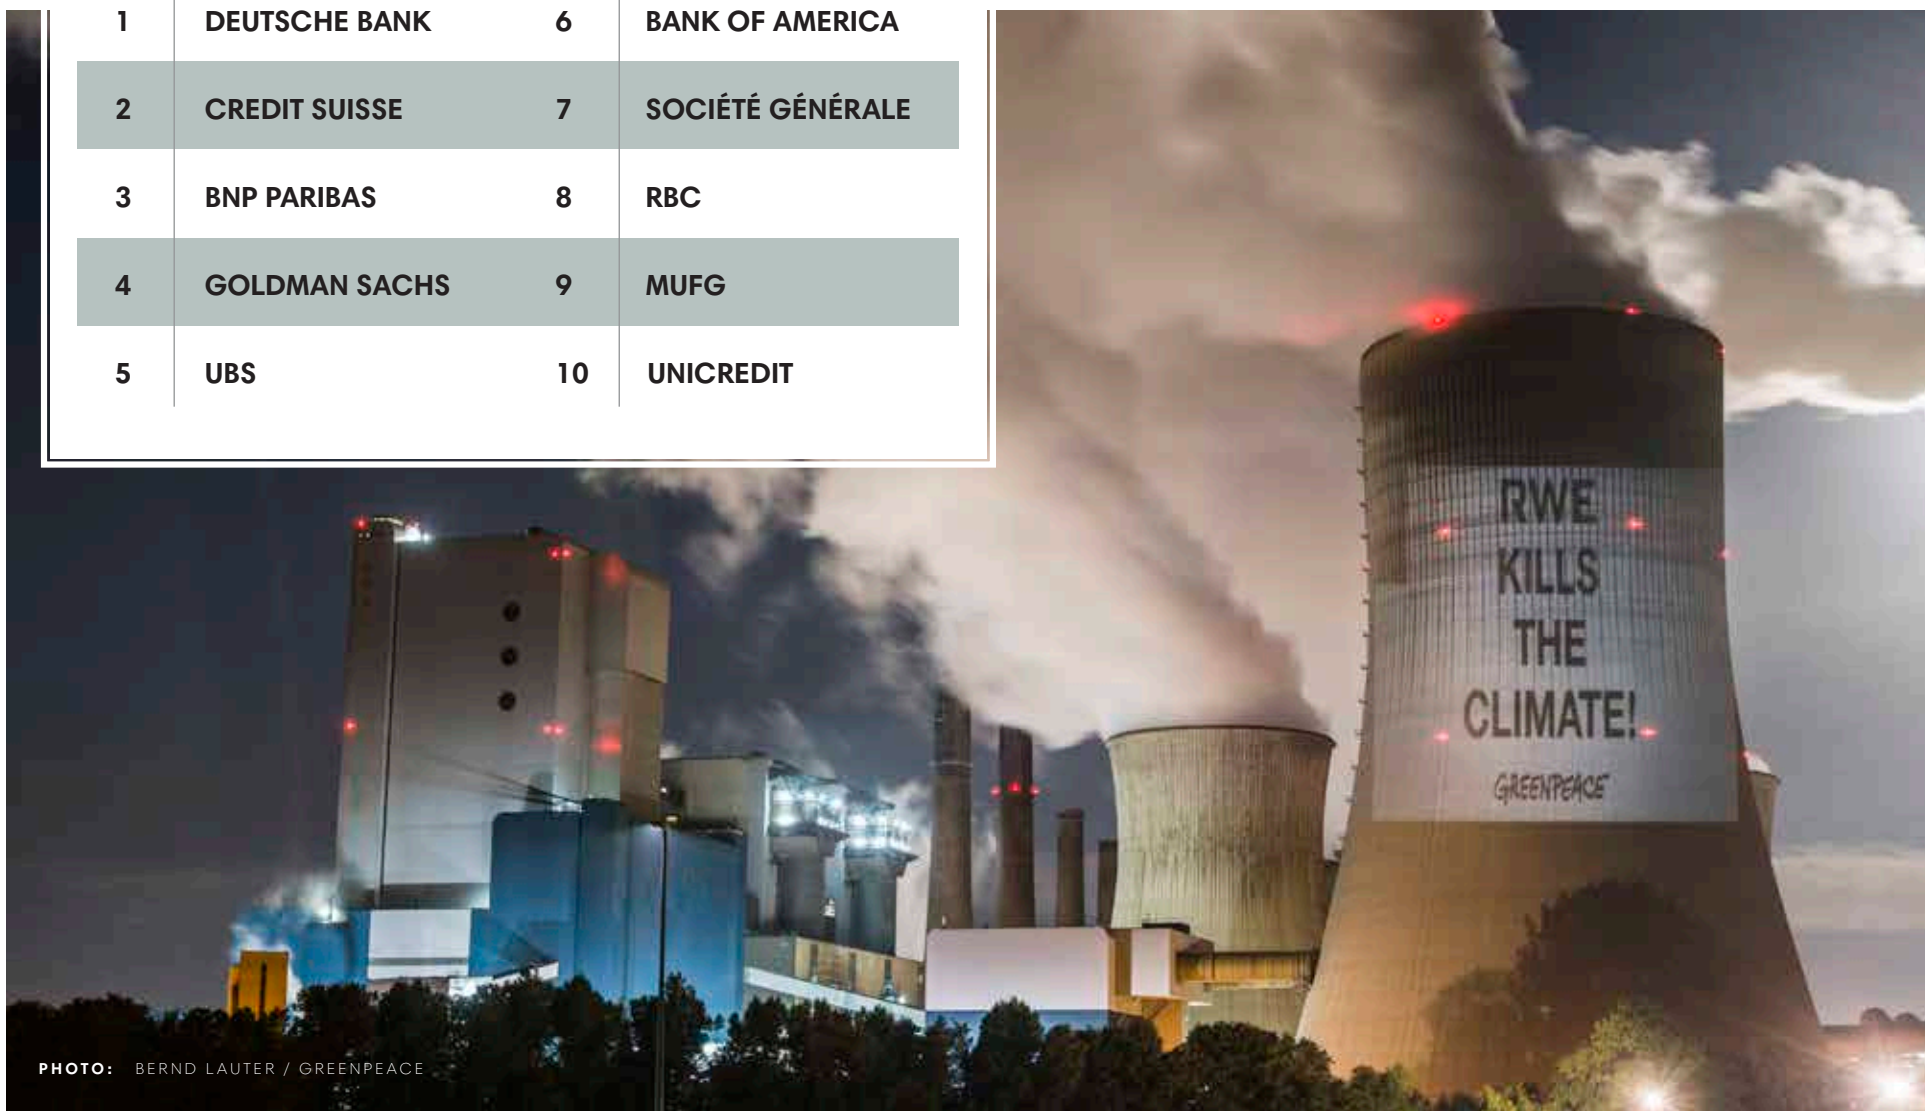 1 DEUTSCHE BANK 6 BANK OF AMERICA
2 CREDIT SUISSE 7 SOCIÉTÉ GÉNÉRALE
3 BNP PARIBAS 8 RBC
4 GOLDMAN SACHS 9 MUFG
5 UBS 10 UNICREDIT
RWE
KILLS
THE
CLIMATE!
GREENPEACE
PHOTO: BERND LAUTER / GREENPEACE